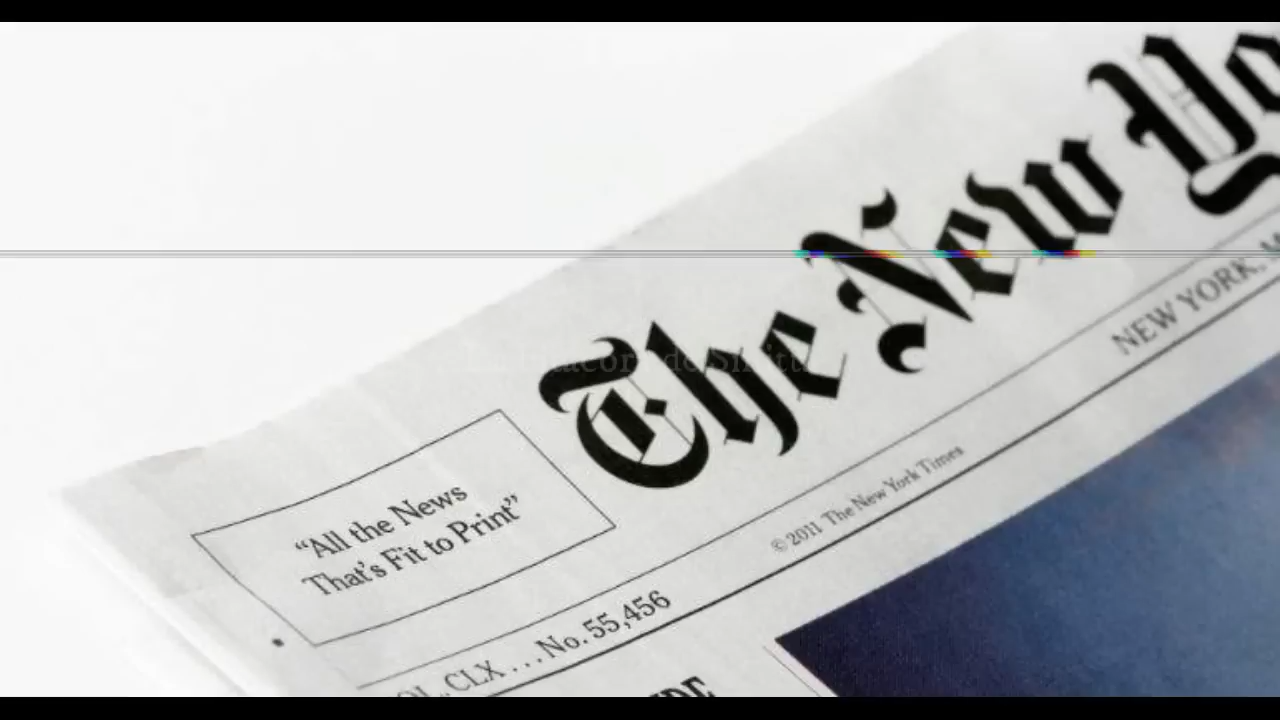 The New Yo
NEW YORK,
"All the News
That's Fit to Print"
© 2011 The New York Times
OL. CLX . . . No. 55,456